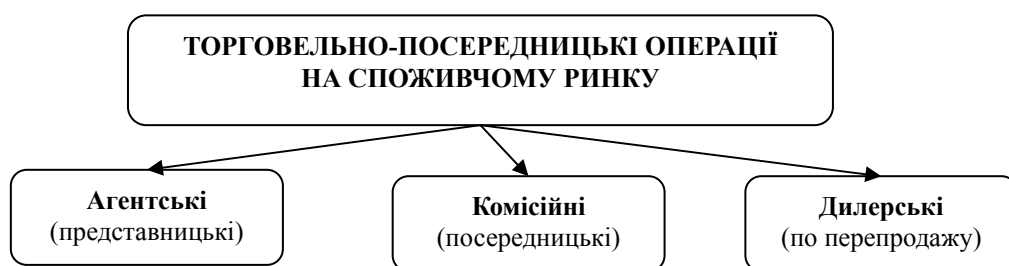 ТОРГОВЕЛЬНО-ПОСЕРЕДНИЦЬКІ ОПЕРАЦІЇ
НА СПОЖИВЧОМУ РИНКУ
Агентські
(представницькі)
Комісійні
(посередницькі)
Дилерські
(по перепродажу)